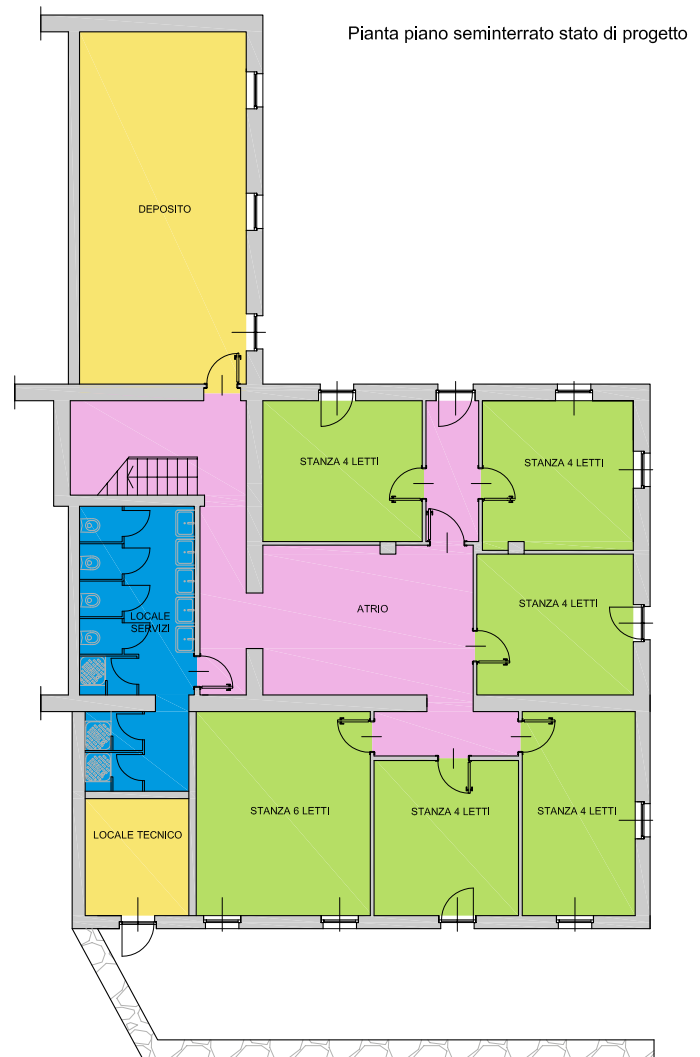 Pianta piano seminterrato stato di progetto
DEPOSITO
STANZA 4 LETTI
STANZA 4 LETTI
ATRIO
STANZA 4 LETTI
LOCALE
SERVIZI
STANZA 6 LETTI
STANZA 4 LETTI
STANZA 4 LETTI
LOCALE TECNICO